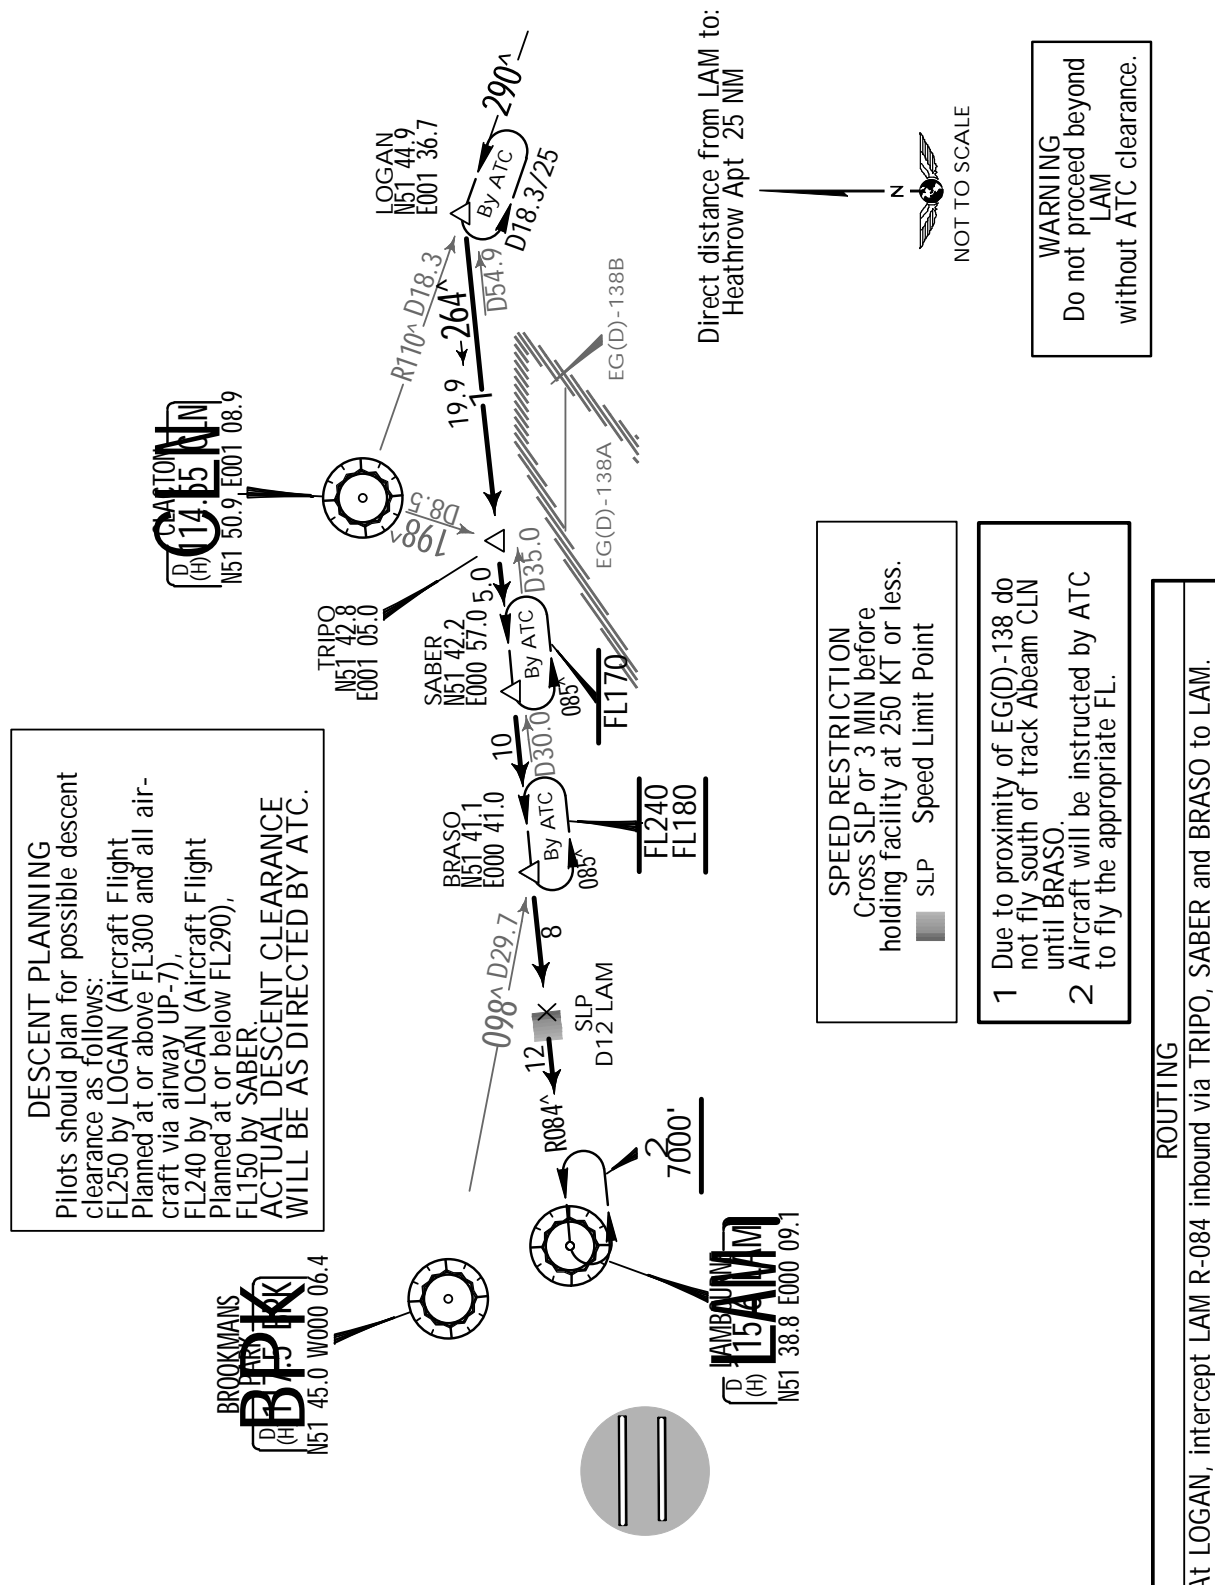 DESCENT PLANNING
Pilots should plan for possible descent
clearance as follows:
FL250 by LOGAN (Aircraft Flight
Planned at or above FL300 and all air-
craft via airway UP-7),
FL240 by LOGAN (Aircraft Flight
Planned at or below FL290),
FL150 by SABER.
ACTUAL DESCENT CLEARANCE
WILL BE AS DIRECTED BY ATC.
BROOKMANS
PARK
D
(H)
BPK
BPK
N51 45.0 W000 06.4
CLACTON
D
(H)
114.55 CLN
CLN
N51 50.9 E001 08.9
TRIPO
N51 42.8
E001 05.0
LOGAN
N51 44.9
E001 36.7
290^
By ATC
D18.3/25
R110^ D18.3
264^
19.9
1
D54.9
198^
D8.5
5.0
D35.0
SABER
N51 42.2
E000 57.0
By ATC
085^
FL170
10
D30.0
BRASO
N51 41.1
E000 41.0
By ATC
085^
FL240
FL180
098^ D29.7
8
SLP
D12 LAM
12
R084^
2
7000'
LAMBOURNE
D
(H)
LAM
LAM
N51 38.8 E000 09.1
EG(D)-138A
EG(D)-138B
Direct distance from LAM to:
Heathrow Apt 25 NM
N
NOT TO SCALE
WARNING
Do not proceed beyond
LAM
without ATC clearance.
SPEED RESTRICTION
Cross SLP or 3 MIN before
holding facility at 250 KT or less.
SLP Speed Limit Point
1 Due to proximity of EG(D)-138 do
not fly south of track Abeam CLN
until BRASO.
2 Aircraft will be instructed by ATC
to fly the appropriate FL.
ROUTING
At LOGAN, intercept LAM R-084 inbound via TRIPO, SABER and BRASO to LAM.